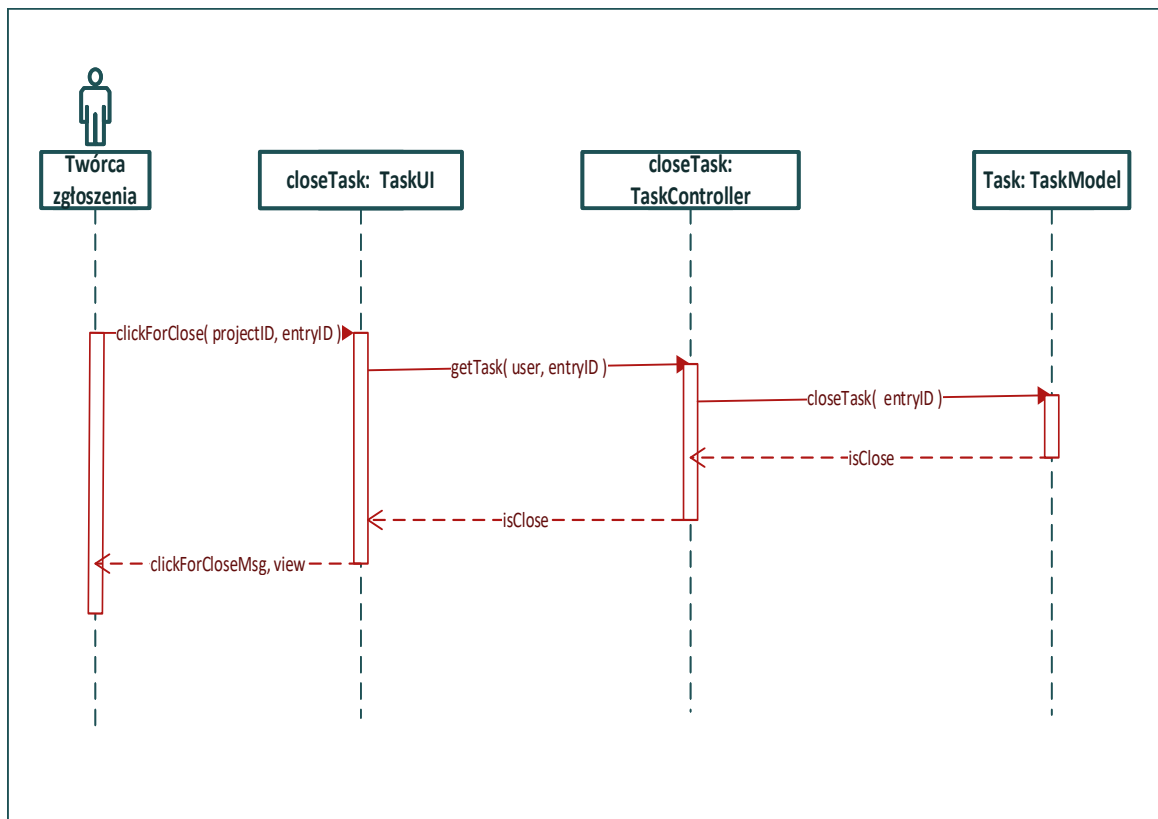 Twórca
zgłoszenia
closeTask:  TaskUI
closeTask:
TaskController
Task: TaskModel
clickForClose( projectID, entryID )
getTask( user, entryID )
closeTask(  entryID )
isClose
isClose
clickForCloseMsg, view